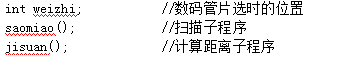 int weizhi; //数码管片选时的位置
saomiao(); //扫描子程序
jisuan(); //计算距离子程序